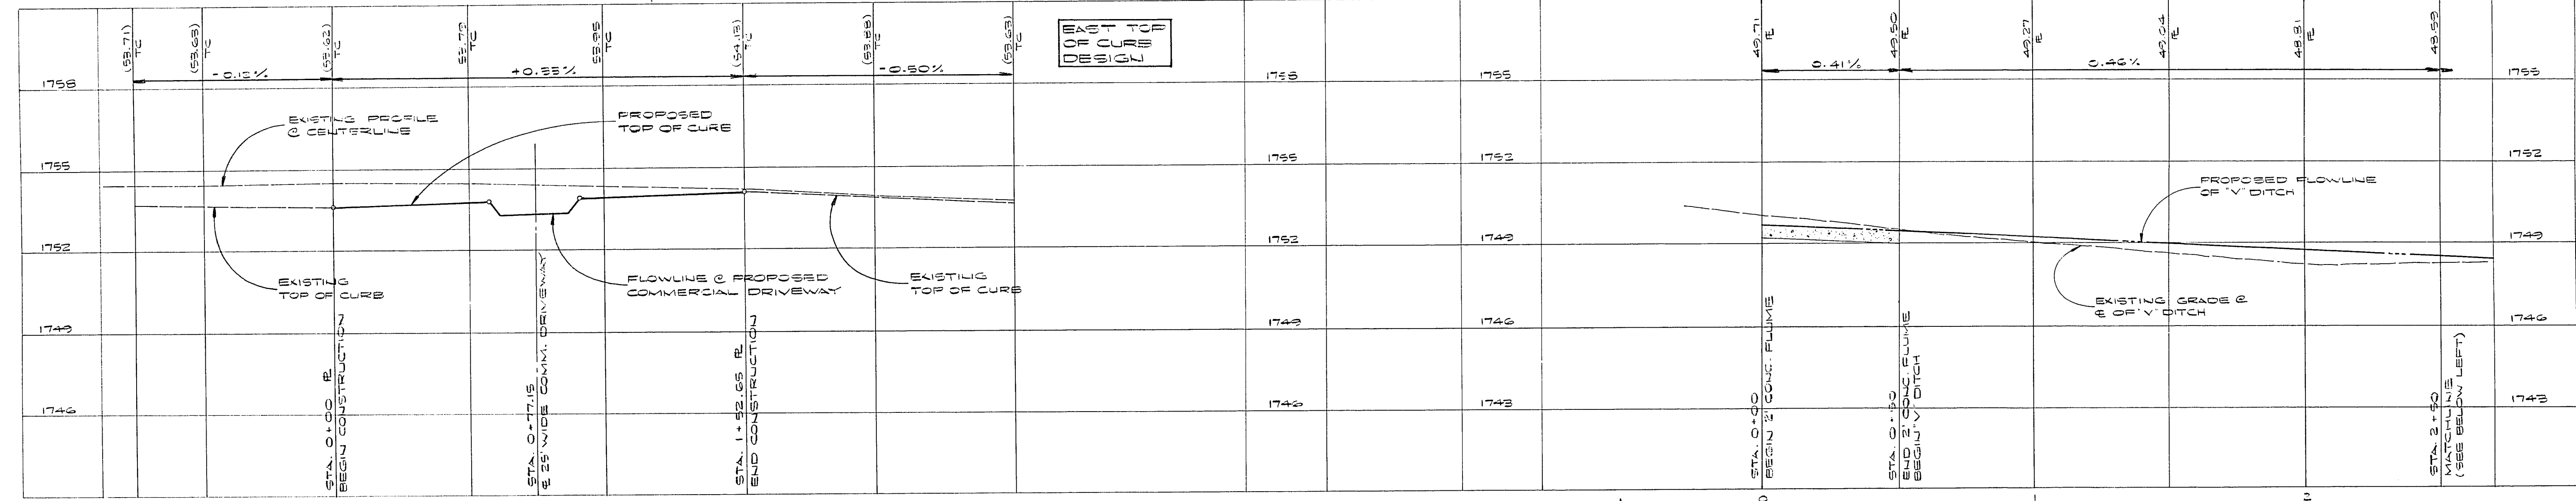 (53.71)
TC
(53.63)
TC
(53.62)
TC
53.79
TC
53.95
TC
(54.13)
TC
(53.88)
TC
(53.63)
TC
EAST TOP
OF CURB
DESIGN
49.71
FL
49.50
FL
49.27
FL
49.04
FL
48.81
FL
48.59
+0.55%
-0.50%
0.41%
0.46%
1758
1755
1755
EXISTING PROFILE
@ CENTERLINE
PROPOSED
TOP OF CURB
1755
1755
1752
1752
PROPOSED FLOWLINE
OF "V" DITCH
1752
1752
1749
1749
EXISTING
TOP OF CURB
FLOWLINE @ PROPOSED
COMMERCIAL DRIVEWAY
EXISTING
TOP OF CURB
EXISTING GRADE @
℄ OF "V" DITCH
1749
1749
1746
1746
1746
1746
1743
1743
STA. 0+00 PL
BEGIN CONSTRUCTION
STA. 0+77.15
℄ 25' WIDE COMM. DRIVEWAY
STA. 1+52.65 PL
END CONSTRUCTION
STA. 0+00
BEGIN 2' CONC. FLUME
STA. 0+50
END 2' CONC. FLUME
BEGIN "V" DITCH
STA. 2+50
MATCHLINE
(SEE BELOW LEFT)
0
1
2